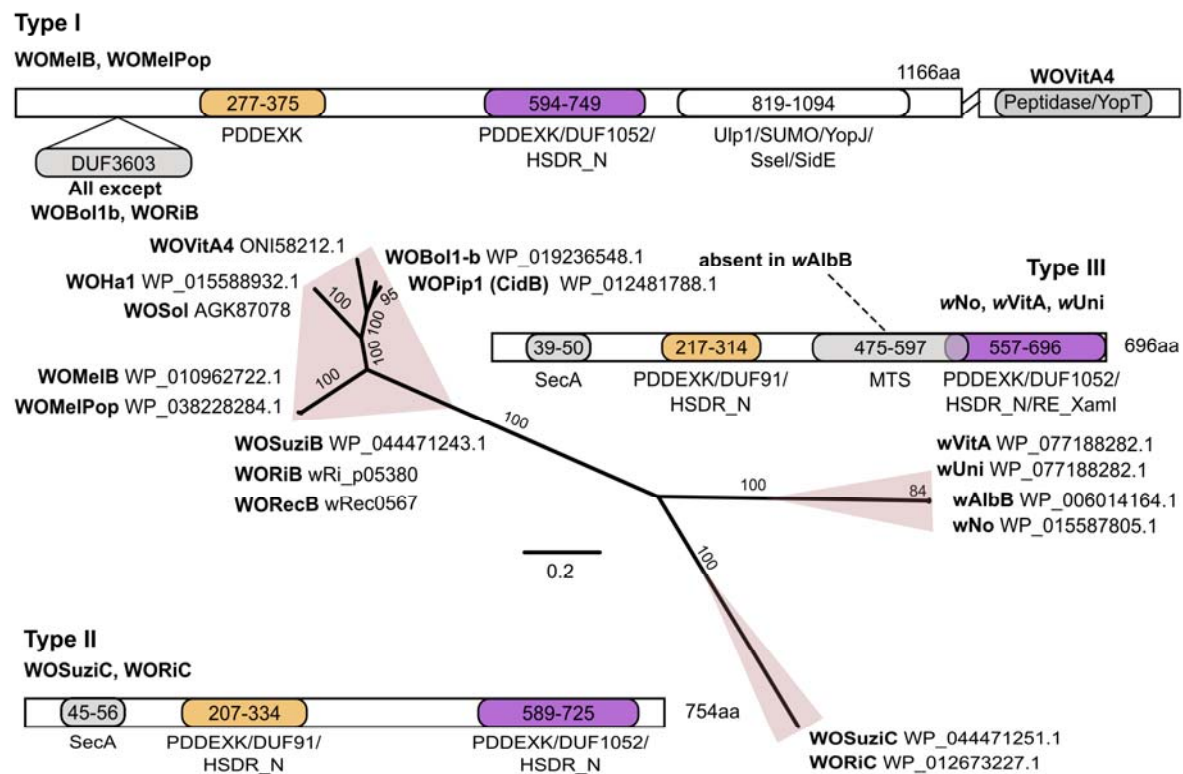 Type I
WOMelB, WOMelPop
1166aa
WOVitA4
277-375
594-749
819-1094
Peptidase/YopT
PDDEXK
PDDEXK/DUF1052/
HSDR_N
Ulp1/SUMO/YopJ/
SseI/SidE
DUF3603
All except
WOBol1b, WORiB
WOVitA4 ONI58212.1
WOHa1 WP_015588932.1
WOSol AGK87078
WOBol1-b WP_019236548.1
WOPip1 (CidB) WP_012481788.1
100
95
100
100
100
WOMelB WP_010962722.1
WOMelPop WP_038228284.1
WOSuziB WP_044471243.1
WORiB wRi_p05380
WORecB wRec0567
100
absent in wAlbB
Type III
wNo, wVitA, wUni
39-50
217-314
475-597
557-696
696aa
SecA
PDDEXK/DUF91/
HSDR_N
MTS
PDDEXK/DUF1052/
HSDR_N/RE_XamI
100
84
wVitA WP_077188282.1
wUni WP_077188282.1
wAlbB WP_006014164.1
wNo WP_015587805.1
0.2
100
Type II
WOSuziC, WORiC
45-56
207-334
589-725
754aa
SecA
PDDEXK/DUF91/
HSDR_N
PDDEXK/DUF1052/
HSDR_N
WOSuziC WP_044471251.1
WORiC WP_012673227.1